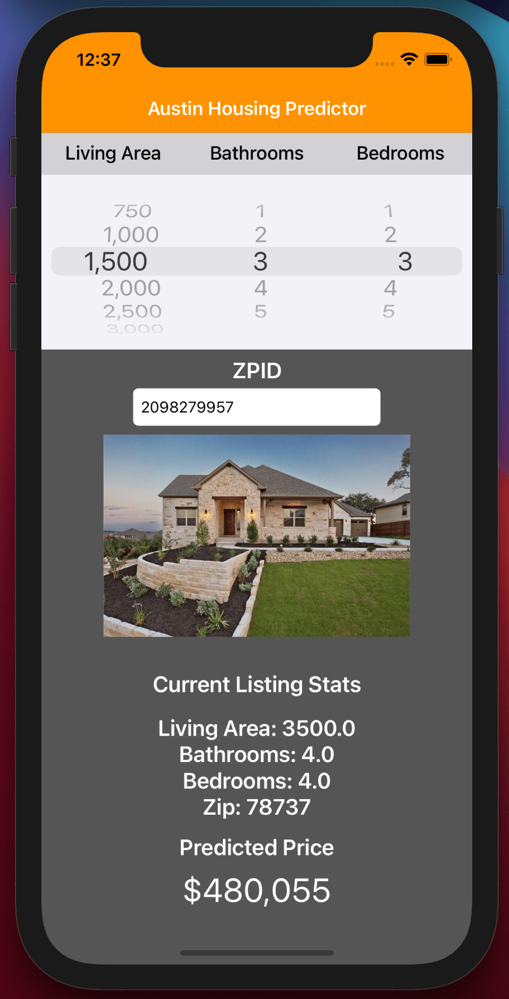 12:37
Austin Housing Predictor
Living Area Bathrooms Bedrooms
750 1 1
1,000 2 2
1,500 3 3
2,000 4 4
2,500 5 5
3,000
ZPID
2098279957
Current Listing Stats
Living Area: 3500.0
Bathrooms: 4.0
Bedrooms: 4.0
Zip: 78737
Predicted Price
$480,055